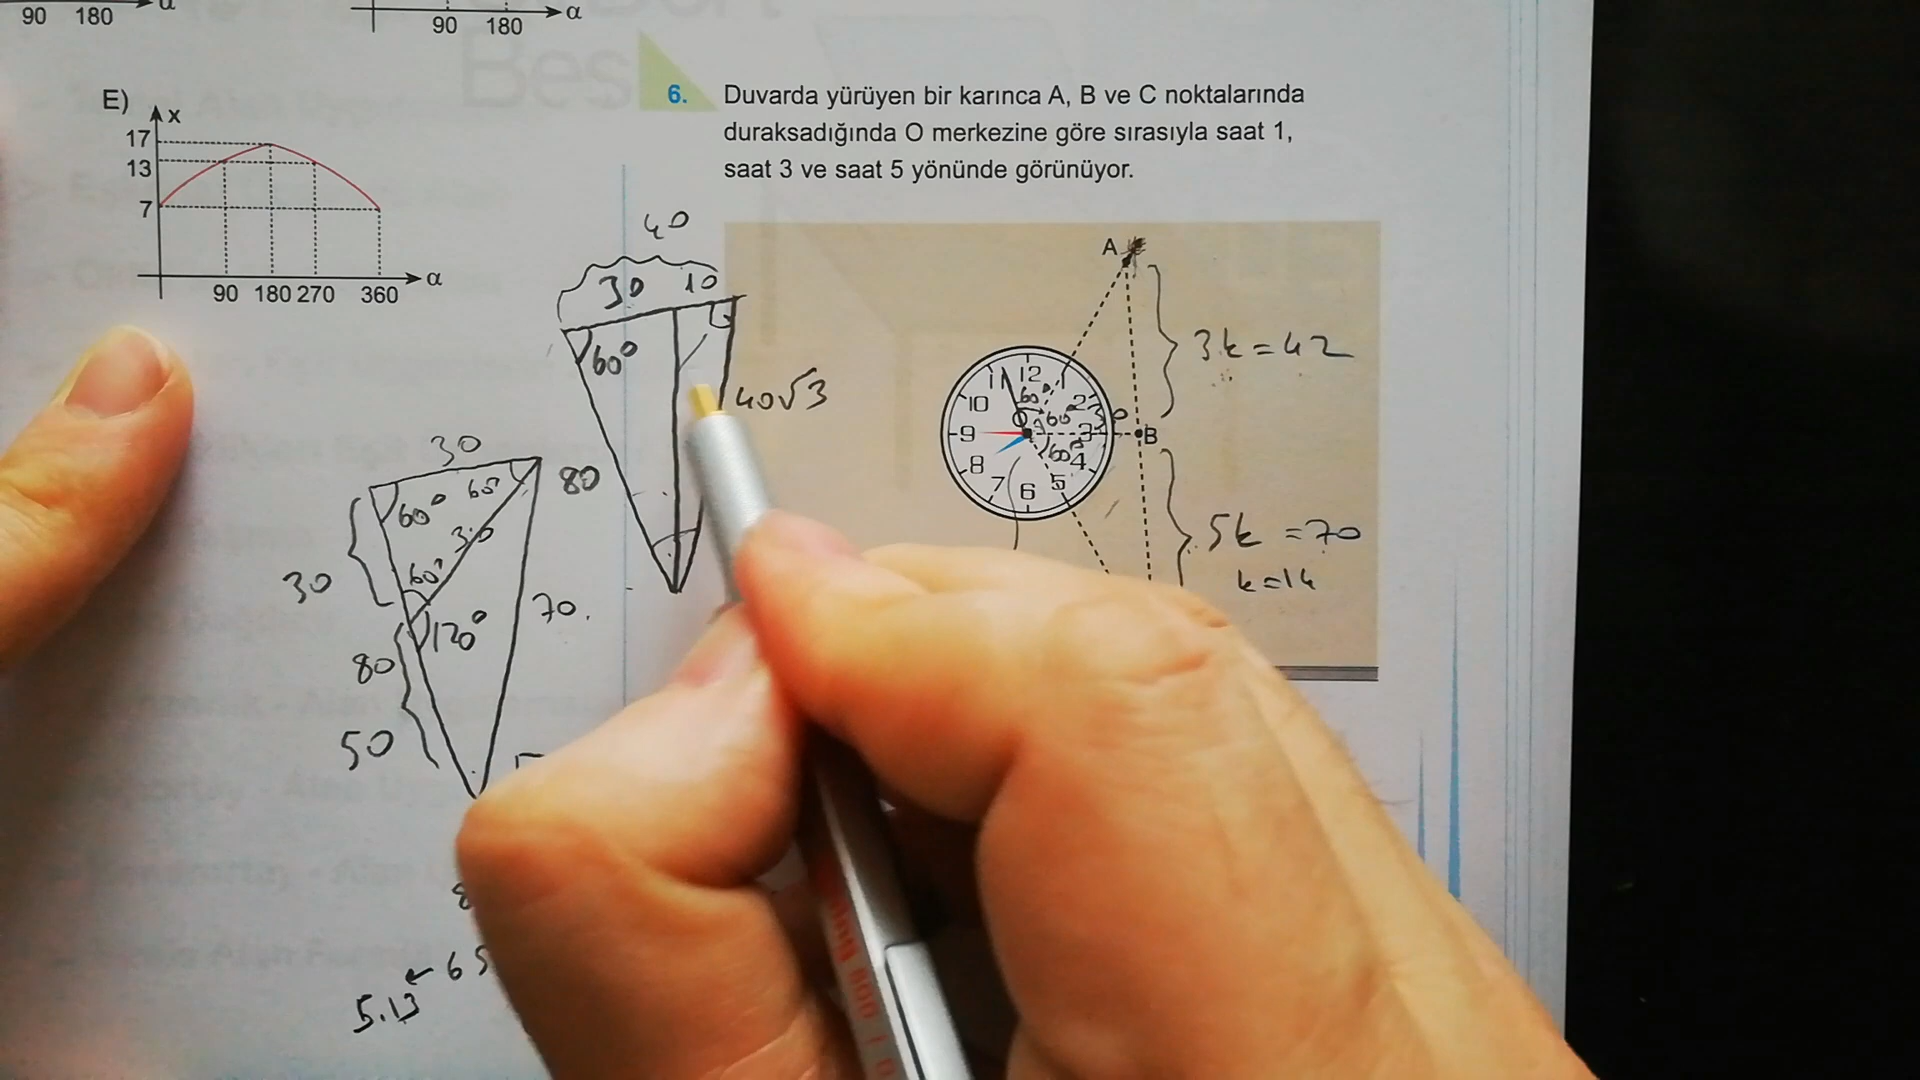 90 180 α
90 180 α
E)
x
17
13
7
90 180 270 360 α
Bes
6. Duvarda yürüyen bir karınca A, B ve C noktalarında
duraksadığında O merkezine göre sırasıyla saat 1,
saat 3 ve saat 5 yönünde görünüyor.
40
30 10
60°
40√3
30
60° 60
30
60°
120°
30
80
50
80
70.
← 65
5.13
A
B
O
12
11
10
9
8
7
6
5
4
3
2
60°
60°
60°
3k=42
5k=70
k=14